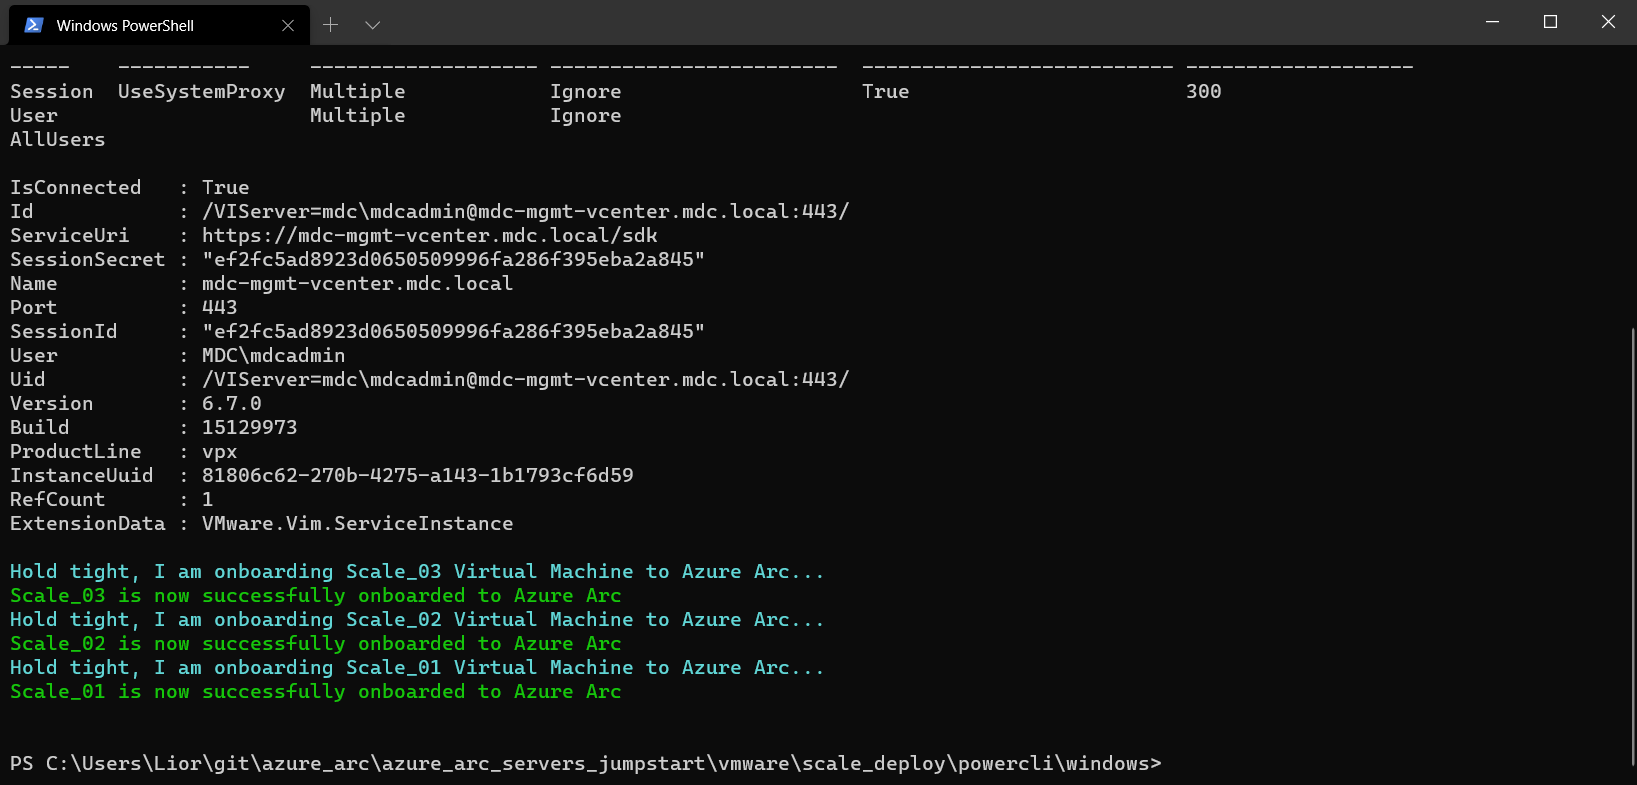 Windows PowerShell
----- ----------- ------------------- ------------------------ -------------------------- -------------------
Session UseSystemProxy Multiple Ignore True 300
User Multiple Ignore
AllUsers
IsConnected : True
Id : /VIServer=mdc\mdcadmin@mdc-mgmt-vcenter.mdc.local:443/
ServiceUri : https://mdc-mgmt-vcenter.mdc.local/sdk
SessionSecret : "ef2fc5ad8923d0650509996fa286f395eba2a845"
Name : mdc-mgmt-vcenter.mdc.local
Port : 443
SessionId : "ef2fc5ad8923d0650509996fa286f395eba2a845"
User : MDC\mdcadmin
Uid : /VIServer=mdc\mdcadmin@mdc-mgmt-vcenter.mdc.local:443/
Version : 6.7.0
Build : 15129973
ProductLine : vpx
InstanceUuid : 81806c62-270b-4275-a143-1b1793cf6d59
RefCount : 1
ExtensionData : VMware.Vim.ServiceInstance
Hold tight, I am onboarding Scale_03 Virtual Machine to Azure Arc...
Scale_03 is now successfully onboarded to Azure Arc
Hold tight, I am onboarding Scale_02 Virtual Machine to Azure Arc...
Scale_02 is now successfully onboarded to Azure Arc
Hold tight, I am onboarding Scale_01 Virtual Machine to Azure Arc...
Scale_01 is now successfully onboarded to Azure Arc
PS C:\Users\Lior\git\azure_arc\azure_arc_servers_jumpstart\vmware\scale_deploy\powercli\windows>